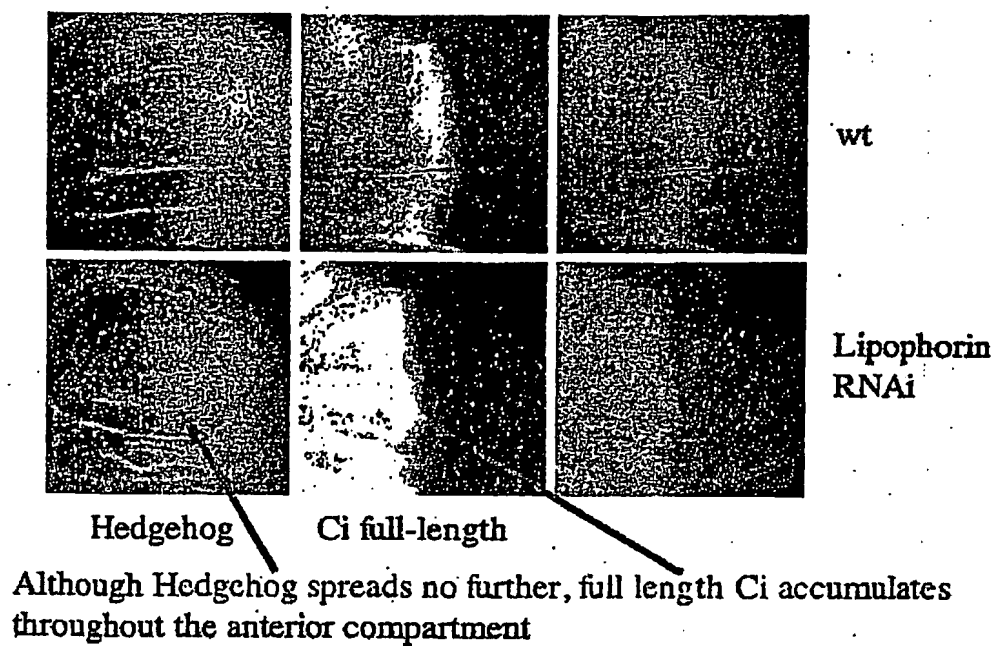 wt
Lipophorin
RNAi
Hedgehog
Ci full-length
Although Hedgehog spreads no further, full length Ci accumulates
throughout the anterior compartment